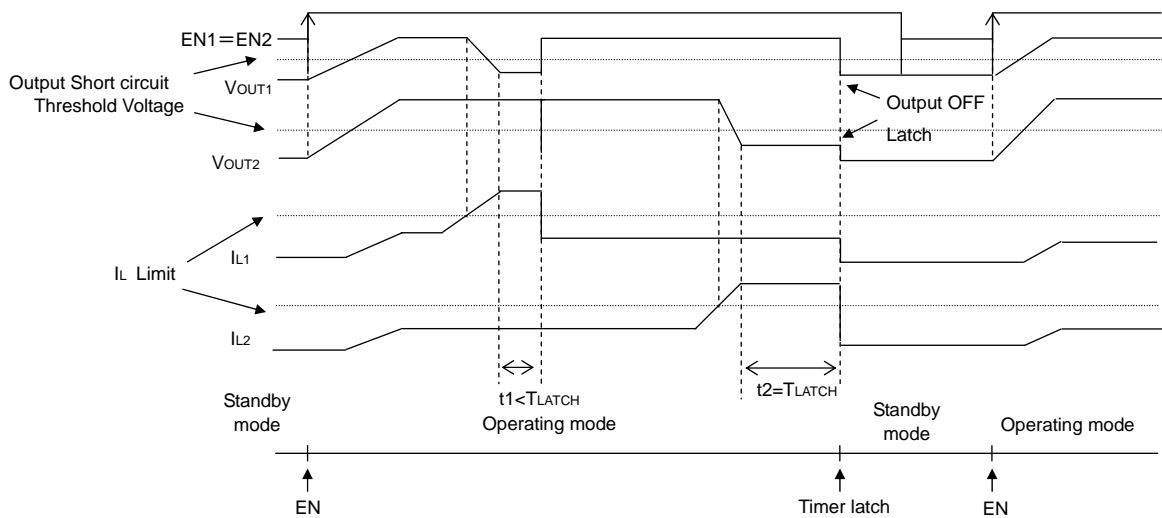 EN1=EN2
Output Short circuit
Threshold Voltage
VOUT1
Output OFF
Latch
VOUT2
IL1
IL Limit
IL2
t1<TLATCH
t2=TLATCH
Standby
mode
Operating mode
Standby
mode
Operating mode
EN
Timer latch
EN